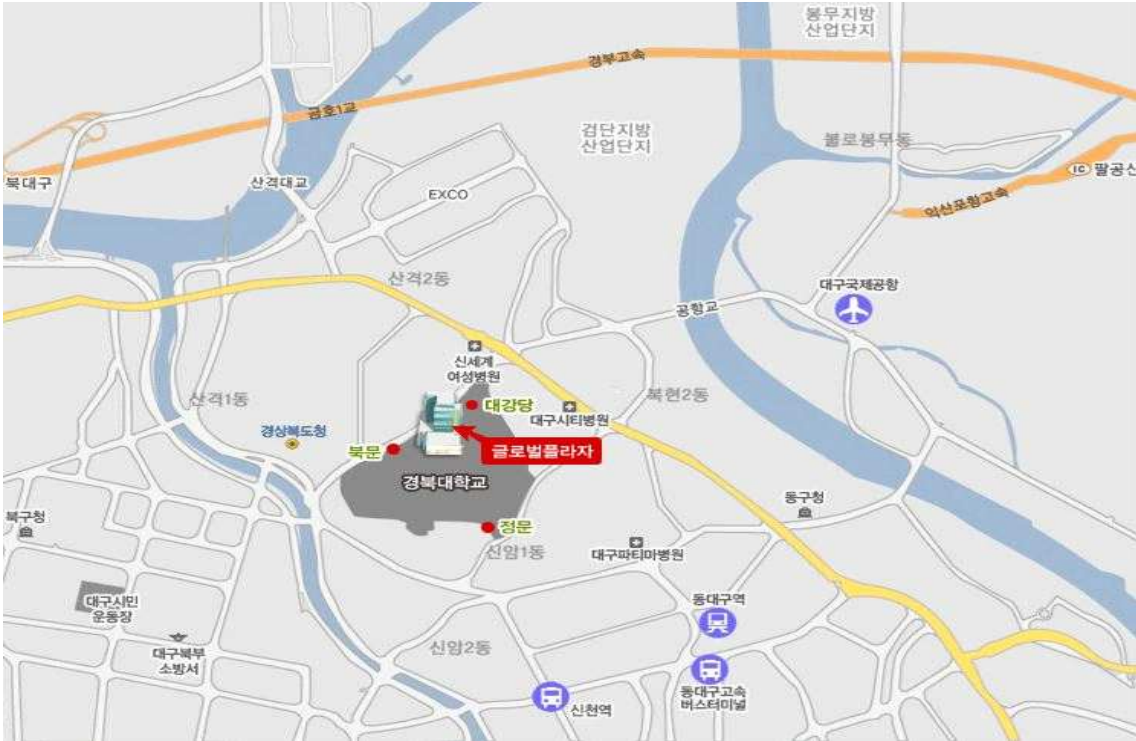 봉무지방
산업단지
경부고속
금호1교
검단지방
산업단지
불로봉무동
북대구
산격대교
IC 팔공산
EXCO
익산포항고속
산격2동
대구국제공항
공항교
신세계
여성병원
산격1동
대강당
대구시티병원
복현2동
경상북도청
북문
글로벌플라자
경북대학교
동구청
북구청
정문
신암1동
대구파티마병원
대구시민
운동장
동대구역
대구북부
소방서
신암2동
동대구고속
버스터미널
신천역